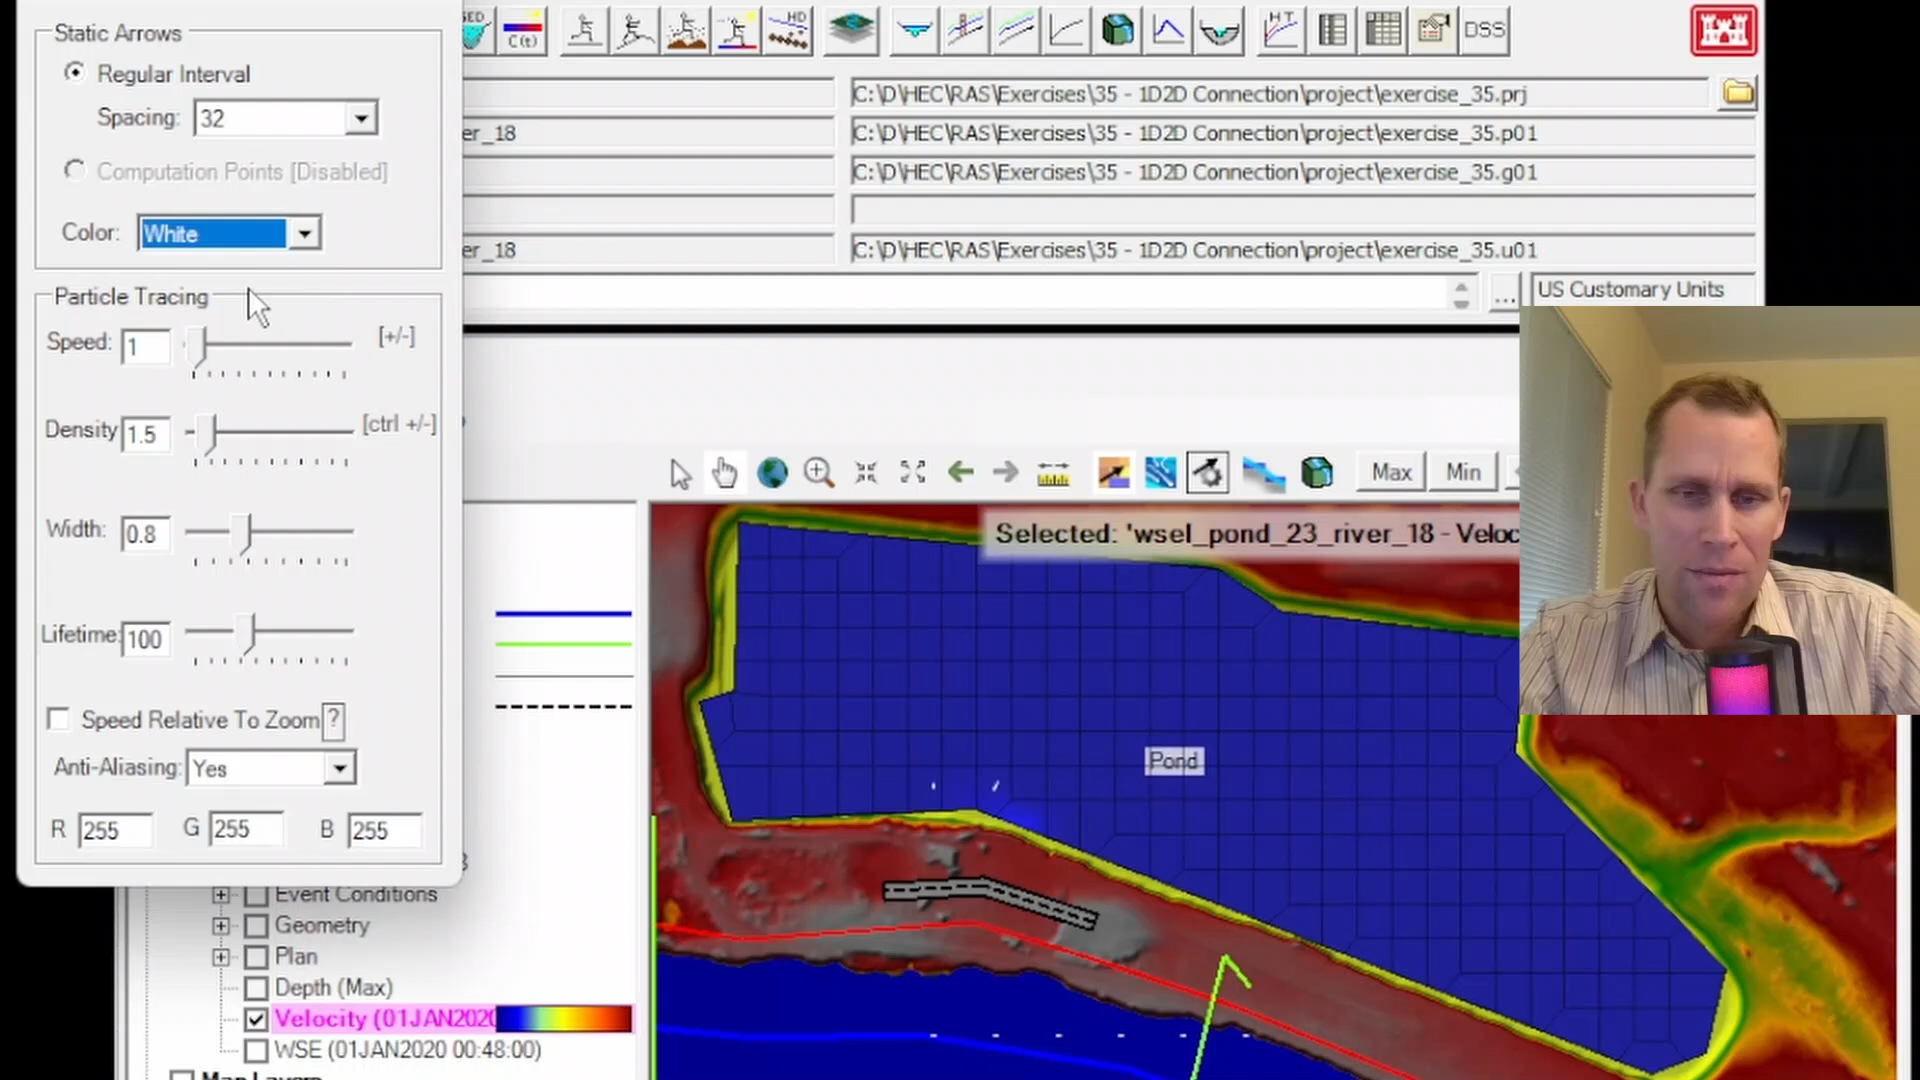 Static Arrows
Regular Interval
Spacing: 32
Computation Points [Disabled]
Color: White
Particle Tracing
Speed: 1 [+/-]
Density 1.5 [ctrl +/-]
Width: 0.8
Lifetime: 100
Speed Relative To Zoom ?
Anti-Aliasing: Yes
R 255 G 255 B 255
SED
C(t)
HD
HT
DSS
C:\D\HEC\RAS\Exercises\35 - 1D2D Connection\project\exercise_35.prj
er_18 C:\D\HEC\RAS\Exercises\35 - 1D2D Connection\project\exercise_35.p01
C:\D\HEC\RAS\Exercises\35 - 1D2D Connection\project\exercise_35.g01
er_18 C:\D\HEC\RAS\Exercises\35 - 1D2D Connection\project\exercise_35.u01
... US Customary Units
Max Min
Selected: 'wsel_pond_23_river_18 - Veloc
Pond
Event Conditions
Geometry
Plan
Depth (Max)
Velocity (01JAN2020
WSE (01JAN2020 00:48:00)
Map Layers